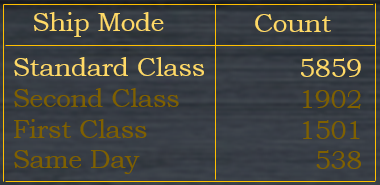 Ship Mode Count
Standard Class 5859
Second Class 1902
First Class 1501
Same Day 538